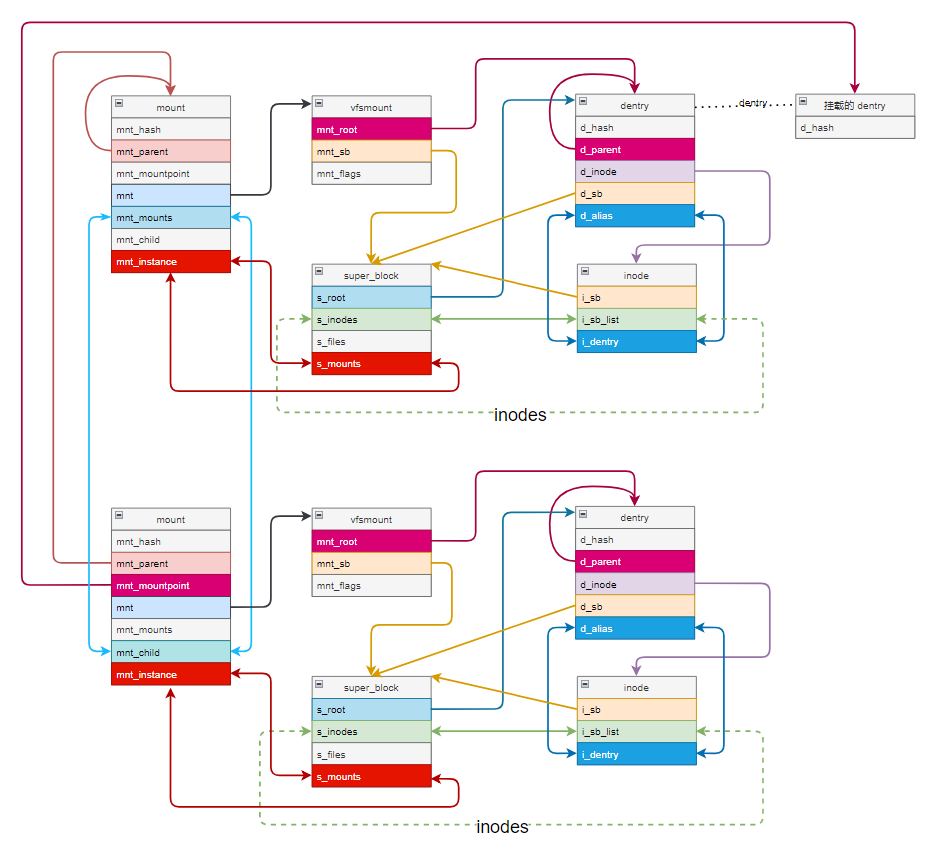 mount
mnt_hash
mnt_parent
mnt_mountpoint
mnt
mnt_mounts
mnt_child
mnt_instance
vfsmount
mnt_root
mnt_sb
mnt_flags
dentry
d_hash
d_parent
d_inode
d_sb
d_alias
dentry
挂载的 dentry
d_hash
super_block
s_root
s_inodes
s_files
s_mounts
inode
i_sb
i_sb_list
i_dentry
inodes
mount
mnt_hash
mnt_parent
mnt_mountpoint
mnt
mnt_mounts
mnt_child
mnt_instance
vfsmount
mnt_root
mnt_sb
mnt_flags
dentry
d_hash
d_parent
d_inode
d_sb
d_alias
super_block
s_root
s_inodes
s_files
s_mounts
inode
i_sb
i_sb_list
i_dentry
inodes